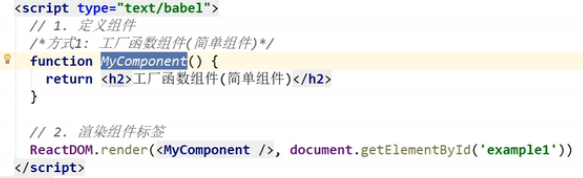 <script type="text/babel">
// 1. 定义组件
/*方式1: 工厂函数组件(简单组件)*/
function MyComponent() {
return <h2>工厂函数组件(简单组件)</h2>
}
// 2. 渲染组件标签
ReactDOM.render(<MyComponent />, document.getElementById('example1'))
</script>